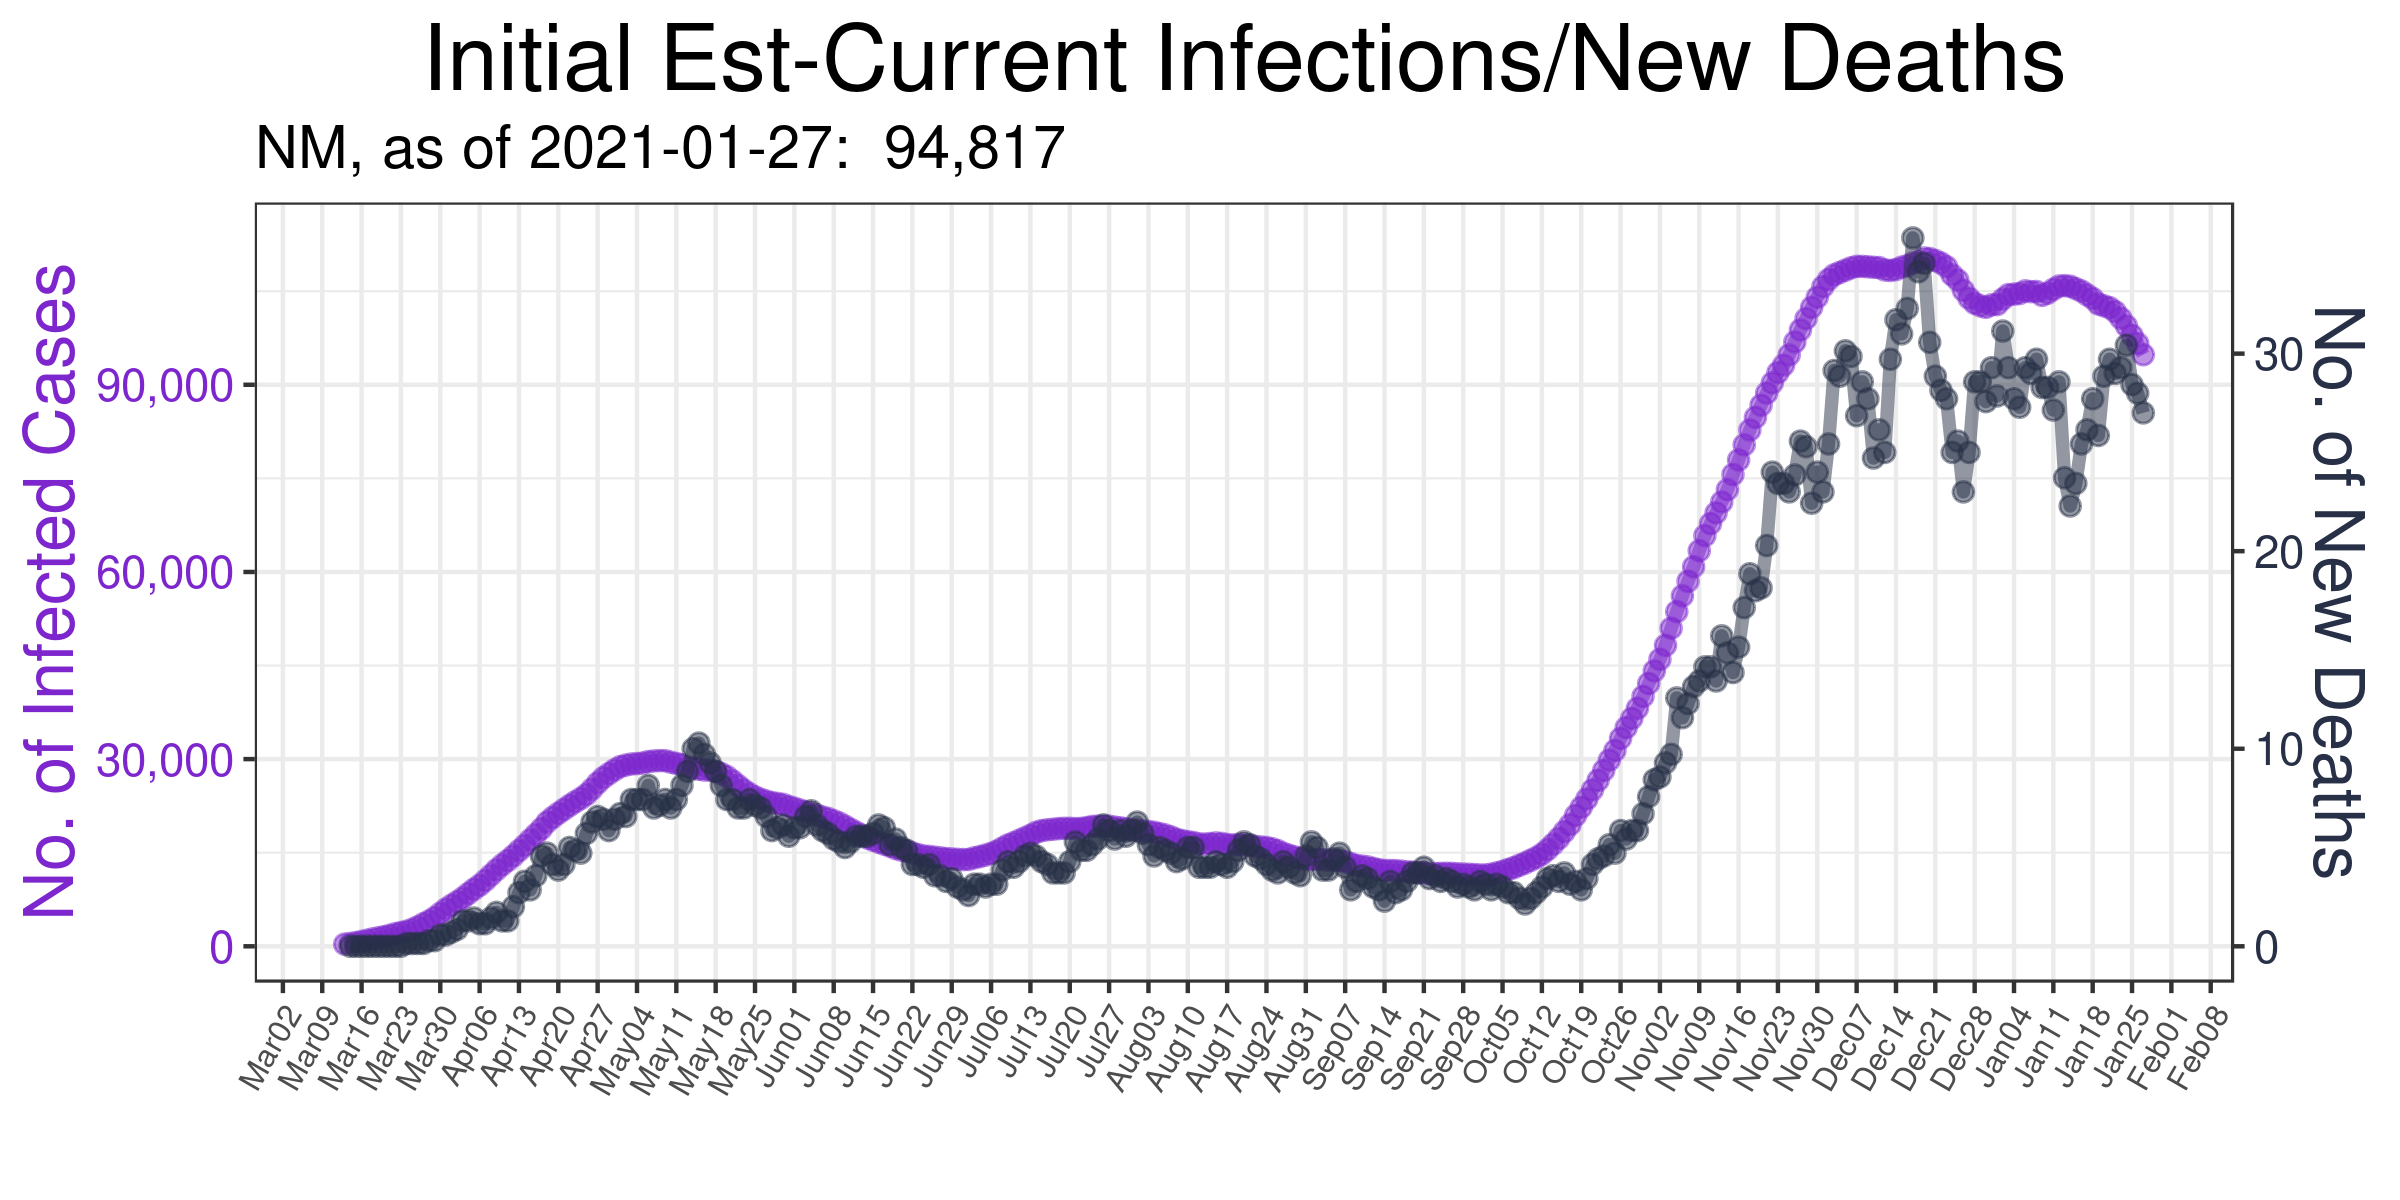 Initial Est-Current Infections/New Deaths
NM, as of 2021-01-27:  94,817
No. of Infected Cases
90,000
60,000
30,000
0
30
20
10
0
No. of New Deaths
Mar02
Mar09
Mar16
Mar23
Mar30
Apr06
Apr13
Apr20
Apr27
May04
May11
May18
May25
Jun01
Jun08
Jun15
Jun22
Jun29
Jul06
Jul13
Jul20
Jul27
Aug03
Aug10
Aug17
Aug24
Aug31
Sep07
Sep14
Sep21
Sep28
Oct05
Oct12
Oct19
Oct26
Nov02
Nov09
Nov16
Nov23
Nov30
Dec07
Dec14
Dec21
Dec28
Jan04
Jan11
Jan18
Jan25
Feb01
Feb08